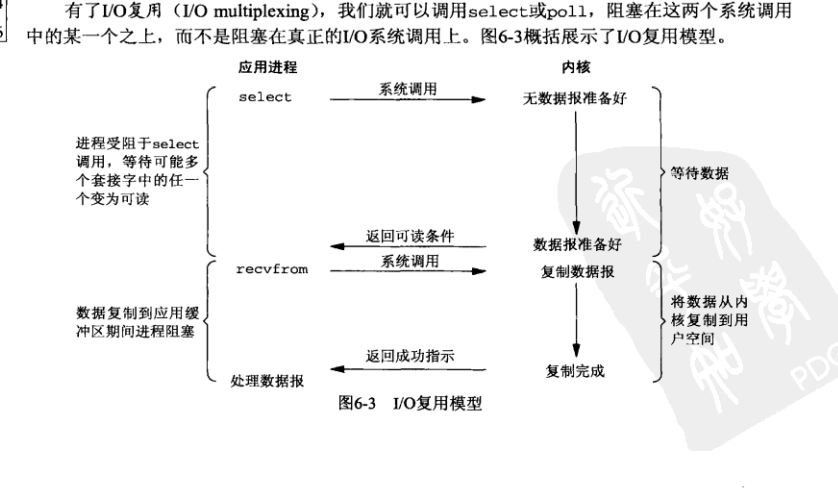 有了I/O复用（I/O multiplexing），我们就可以调用select或poll，阻塞在这两个系统调用
中的某一个之上，而不是阻塞在真正的I/O系统调用上。图6-3概括展示了I/O复用模型。
应用进程
内核
select
系统调用
无数据报准备好
进程受阻于select
调用，等待可能多
个套接字中的任一
个变为可读
等待数据
返回可读条件
数据报准备好
recvfrom
系统调用
复制数据报
数据复制到应用缓
冲区期间进程阻塞
将数据从内
核复制到用
户空间
返回成功指示
复制完成
处理数据报
图6-3 I/O复用模型